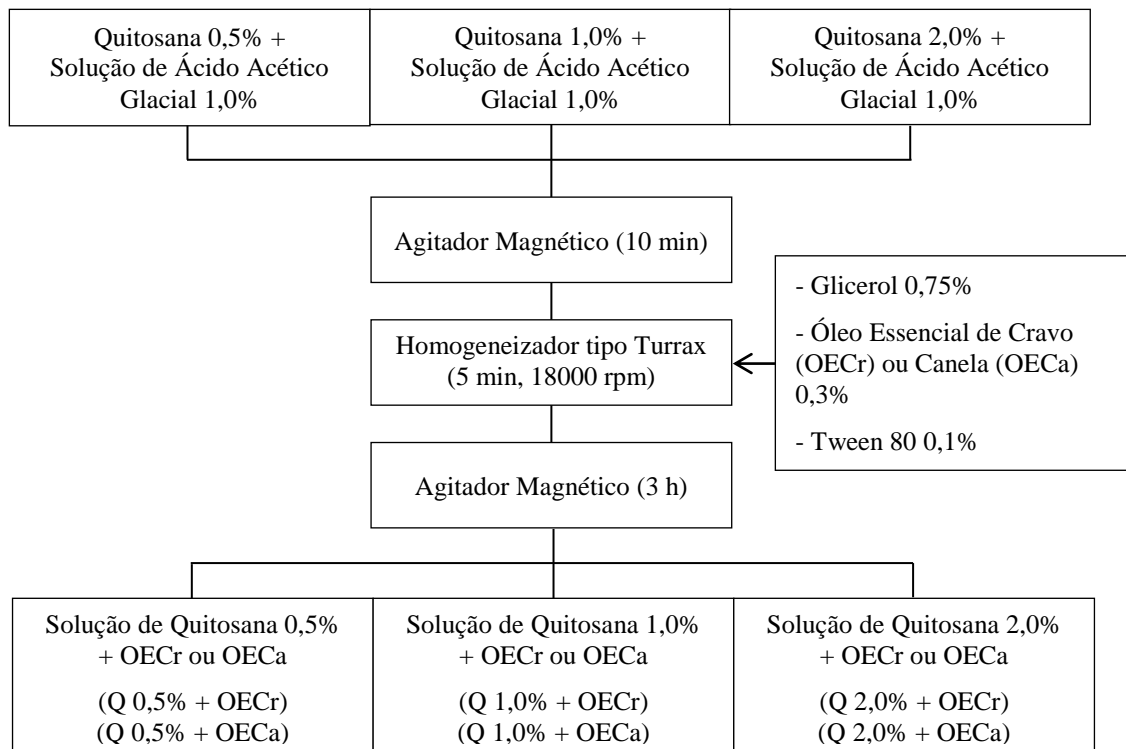 Quitosana 0,5% +
Solução de Ácido Acético
Glacial 1,0%
Quitosana 1,0% +
Solução de Ácido Acético
Glacial 1,0%
Quitosana 2,0% +
Solução de Ácido Acético
Glacial 1,0%
Agitador Magnético (10 min)
Homogeneizador tipo Turrax
(5 min, 18000 rpm)
- Glicerol 0,75%
- Óleo Essencial de Cravo
(OECr) ou Canela (OECa)
0,3%
- Tween 80 0,1%
Agitador Magnético (3 h)
Solução de Quitosana 0,5%
+ OECr ou OECa
(Q 0,5% + OECr)
(Q 0,5% + OECa)
Solução de Quitosana 1,0%
+ OECr ou OECa
(Q 1,0% + OECr)
(Q 1,0% + OECa)
Solução de Quitosana 2,0%
+ OECr ou OECa
(Q 2,0% + OECr)
(Q 2,0% + OECa)